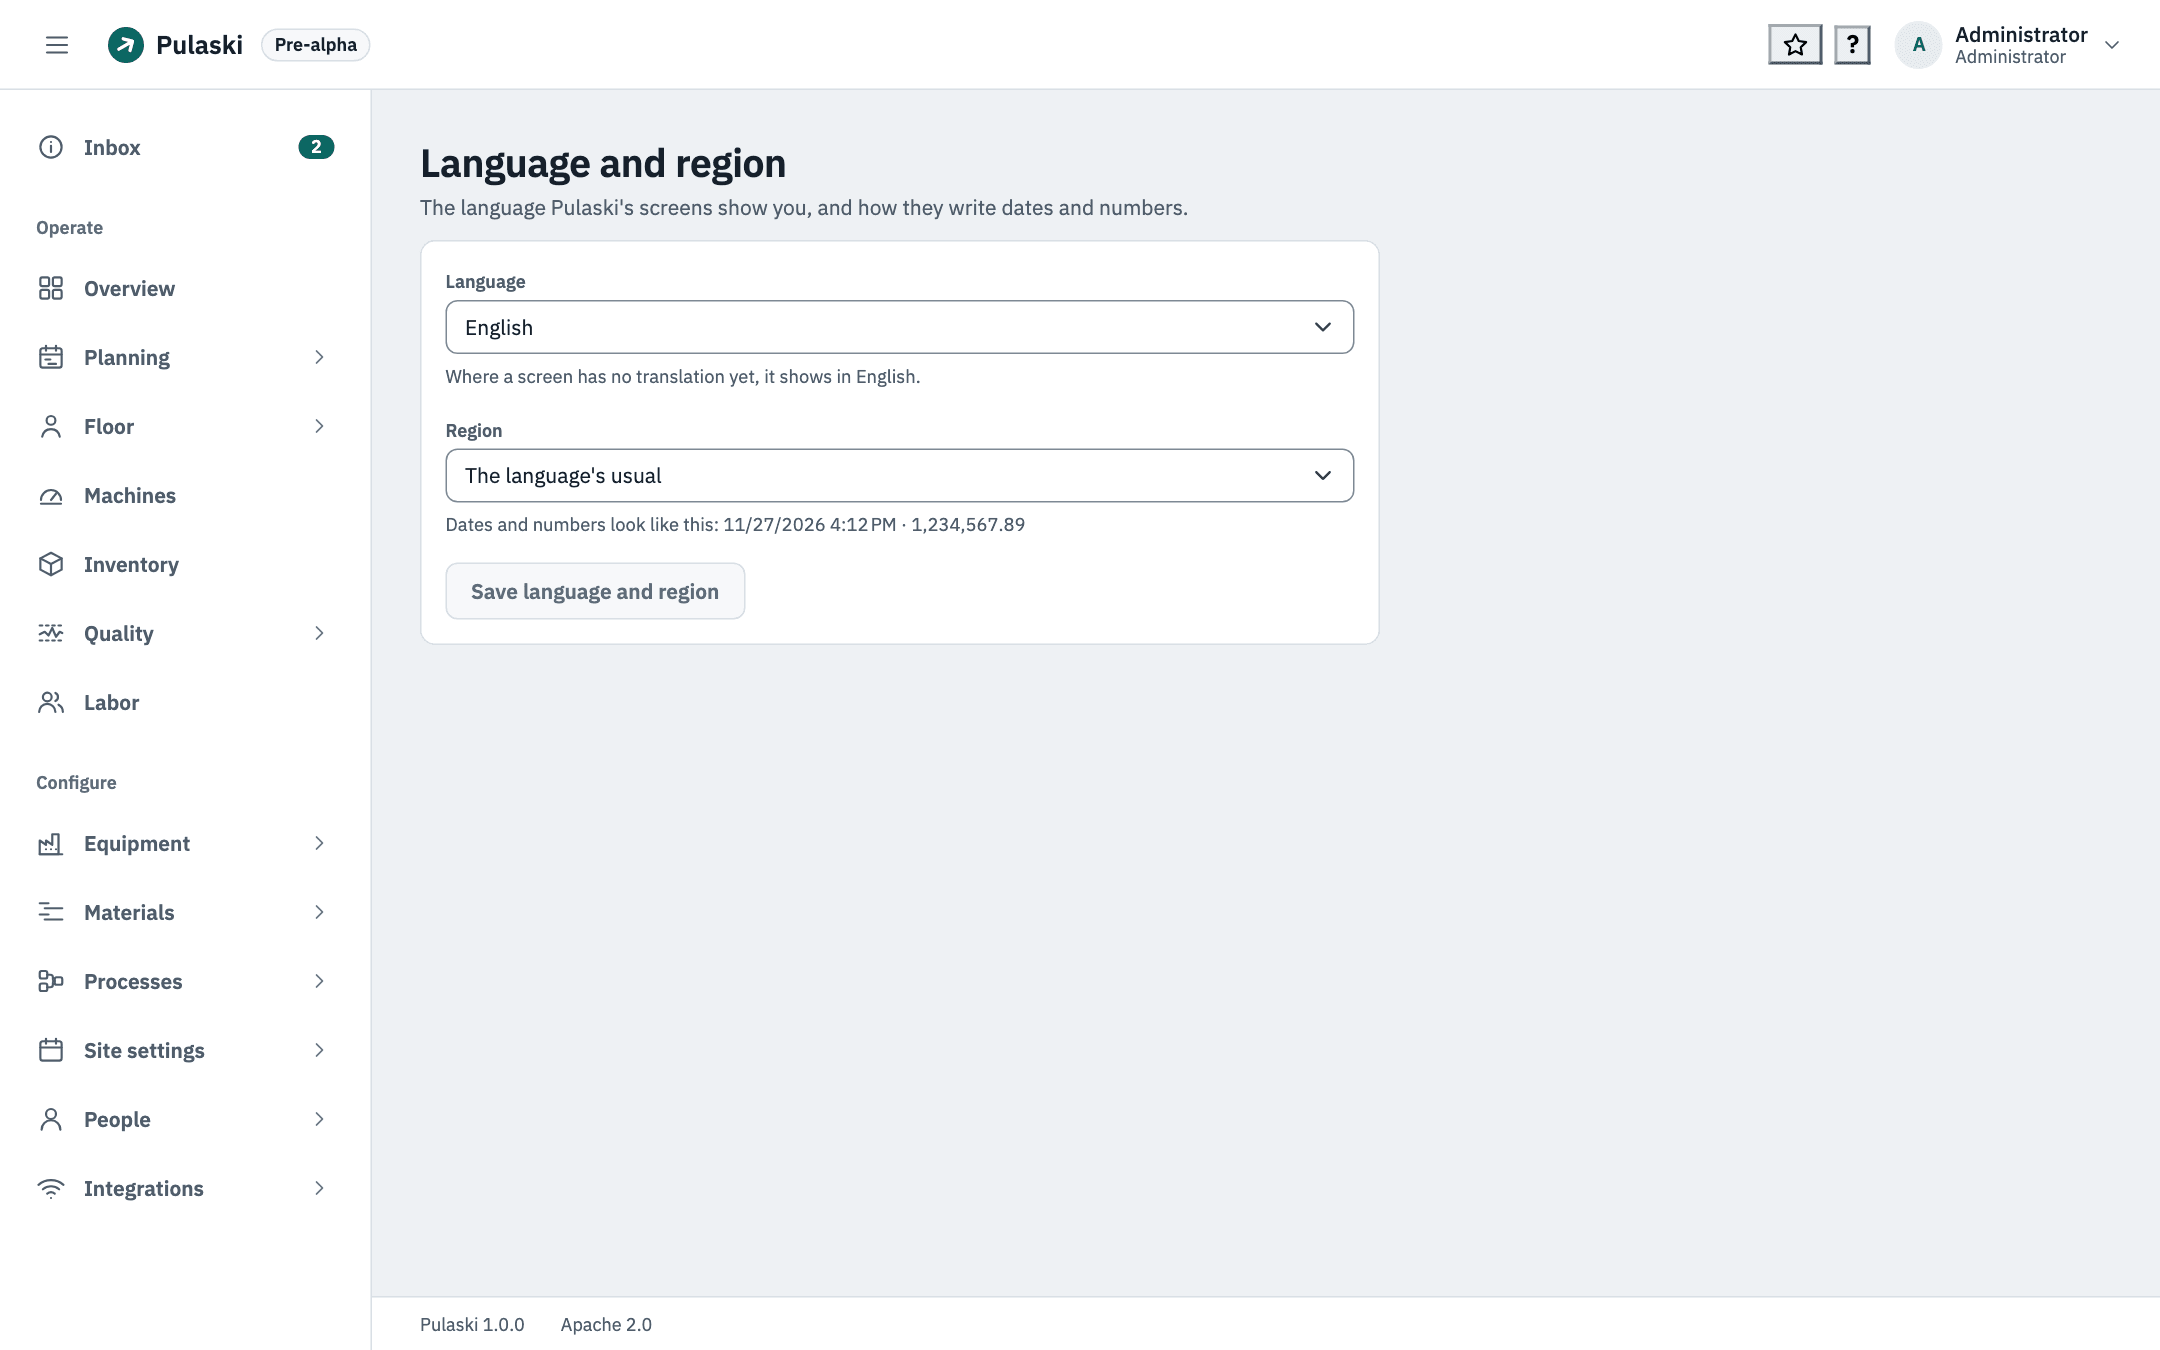 Pulaski
Pre-alpha
?
A
Administrator
Administrator
Inbox
2
Operate
Overview
Planning
Floor
Machines
Inventory
Quality
Labor
Configure
Equipment
Materials
Processes
Site settings
People
Integrations
Language and region
The language Pulaski's screens show you, and how they write dates and numbers.
Language
English
Where a screen has no translation yet, it shows in English.
Region
The language's usual
Dates and numbers look like this: 11/27/2026 4:12 PM · 1,234,567.89
Save language and region
Pulaski 1.0.0
Apache 2.0